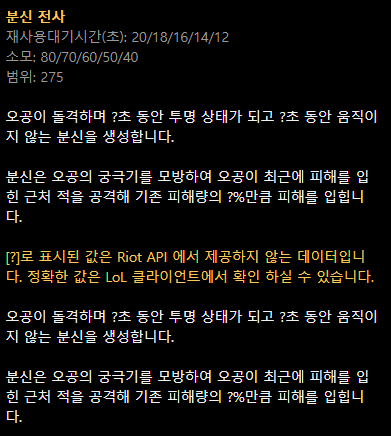 분신 전사
재사용대기시간(초): 20/18/16/14/12
소모: 80/70/60/50/40
범위: 275
오공이 돌격하며 ?초 동안 투명 상태가 되고 ?초 동안 움직이
지 않는 분신을 생성합니다.
분신은 오공의 궁극기를 모방하여 오공이 최근에 피해를 입
힌 근처 적을 공격해 기존 피해량의 ?%만큼 피해를 입힙니
다.
[?]로 표시된 값은 Riot API 에서 제공하지 않는 데이터입니
다. 정확한 값은 LoL 클라이언트에서 확인 하실 수 있습니다.
오공이 돌격하며 ?초 동안 투명 상태가 되고 ?초 동안 움직이
지 않는 분신을 생성합니다.
분신은 오공의 궁극기를 모방하여 오공이 최근에 피해를 입
힌 근처 적을 공격해 기존 피해량의 ?%만큼 피해를 입힙니
다.